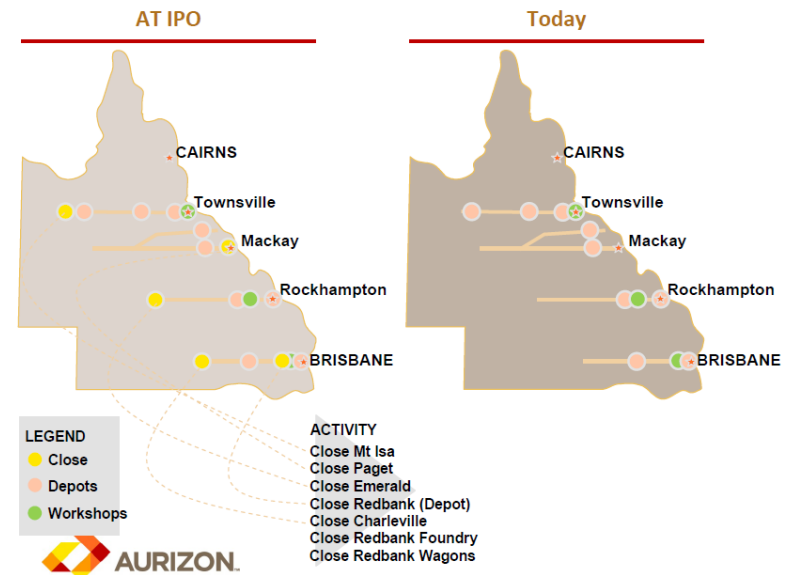 AT IPO
Today
CAIRNS
Townsville
Mackay
Rockhampton
BRISBANE
CAIRNS
Townsville
Mackay
Rockhampton
BRISBANE
LEGEND
Close
Depots
Workshops
ACTIVITY
Close Mt Isa
Close Paget
Close Emerald
Close Redbank (Depot)
Close Charleville
Close Redbank Foundry
Close Redbank Wagons
AURIZON™